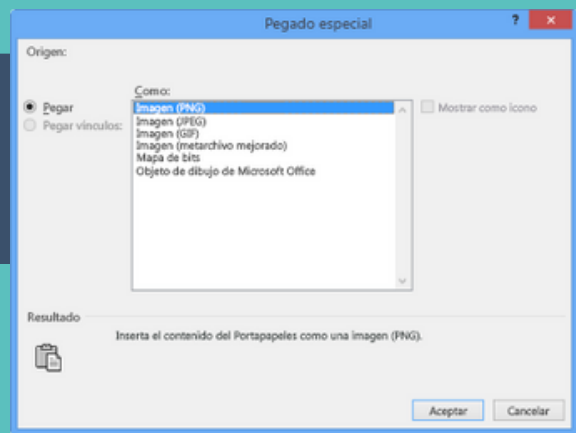 Pegado especial
?
Origen:
Como:
Pegar
Pegar vínculos:
Imagen (PNG)
Imagen (JPEG)
Imagen (GIF)
Imagen (metarchivo mejorado)
Mapa de bits
Objeto de dibujo de Microsoft Office
Mostrar como icono
Resultado
Inserta el contenido del Portapapeles como una imagen (PNG).
Aceptar
Cancelar